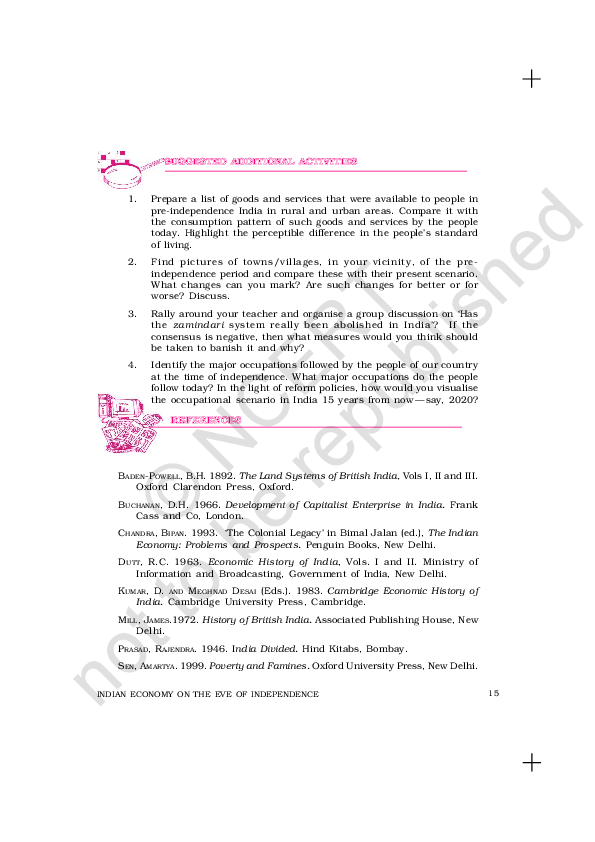 SUGGESTED ADDITIONAL ACTIVITIES
1. Prepare a list of goods and services that were available to people in
pre-independence India in rural and urban areas. Compare it with
the consumption pattern of such goods and services by the people
today. Highlight the perceptible difference in the people's standard
of living.
2. Find pictures of towns/villages, in your vicinity, of the pre-
independence period and compare these with their present scenario.
What changes can you mark? Are such changes for better or for
worse? Discuss.
3. Rally around your teacher and organise a group discussion on 'Has
the zamindari system really been abolished in India'? If the
consensus is negative, then what measures would you think should
be taken to banish it and why?
4. Identify the major occupations followed by the people of our country
at the time of independence. What major occupations do the people
follow today? In the light of reform policies, how would you visualise
the occupational scenario in India 15 years from now—say, 2020?
REFERENCES
BADEN-POWELL, B.H. 1892. The Land Systems of British India, Vols I, II and III.
Oxford Clarendon Press, Oxford.
BUCHANAN, D.H. 1966. Development of Capitalist Enterprise in India. Frank
Cass and Co, London.
CHANDRA, BIPAN. 1993. 'The Colonial Legacy' in Bimal Jalan (ed.), The Indian
Economy: Problems and Prospects. Penguin Books, New Delhi.
DUTT, R.C. 1963. Economic History of India, Vols. I and II. Ministry of
Information and Broadcasting, Government of India, New Delhi.
KUMAR, D. AND MEGHNAD DESAI (Eds.). 1983. Cambridge Economic History of
India. Cambridge University Press, Cambridge.
MILL, JAMES.1972. History of British India. Associated Publishing House, New
Delhi.
PRASAD, RAJENDRA. 1946. India Divided. Hind Kitabs, Bombay.
SEN, AMARTYA. 1999. Poverty and Famines. Oxford University Press, New Delhi.
INDIAN ECONOMY ON THE EVE OF INDEPENDENCE 15
© NCERT
not to be republished